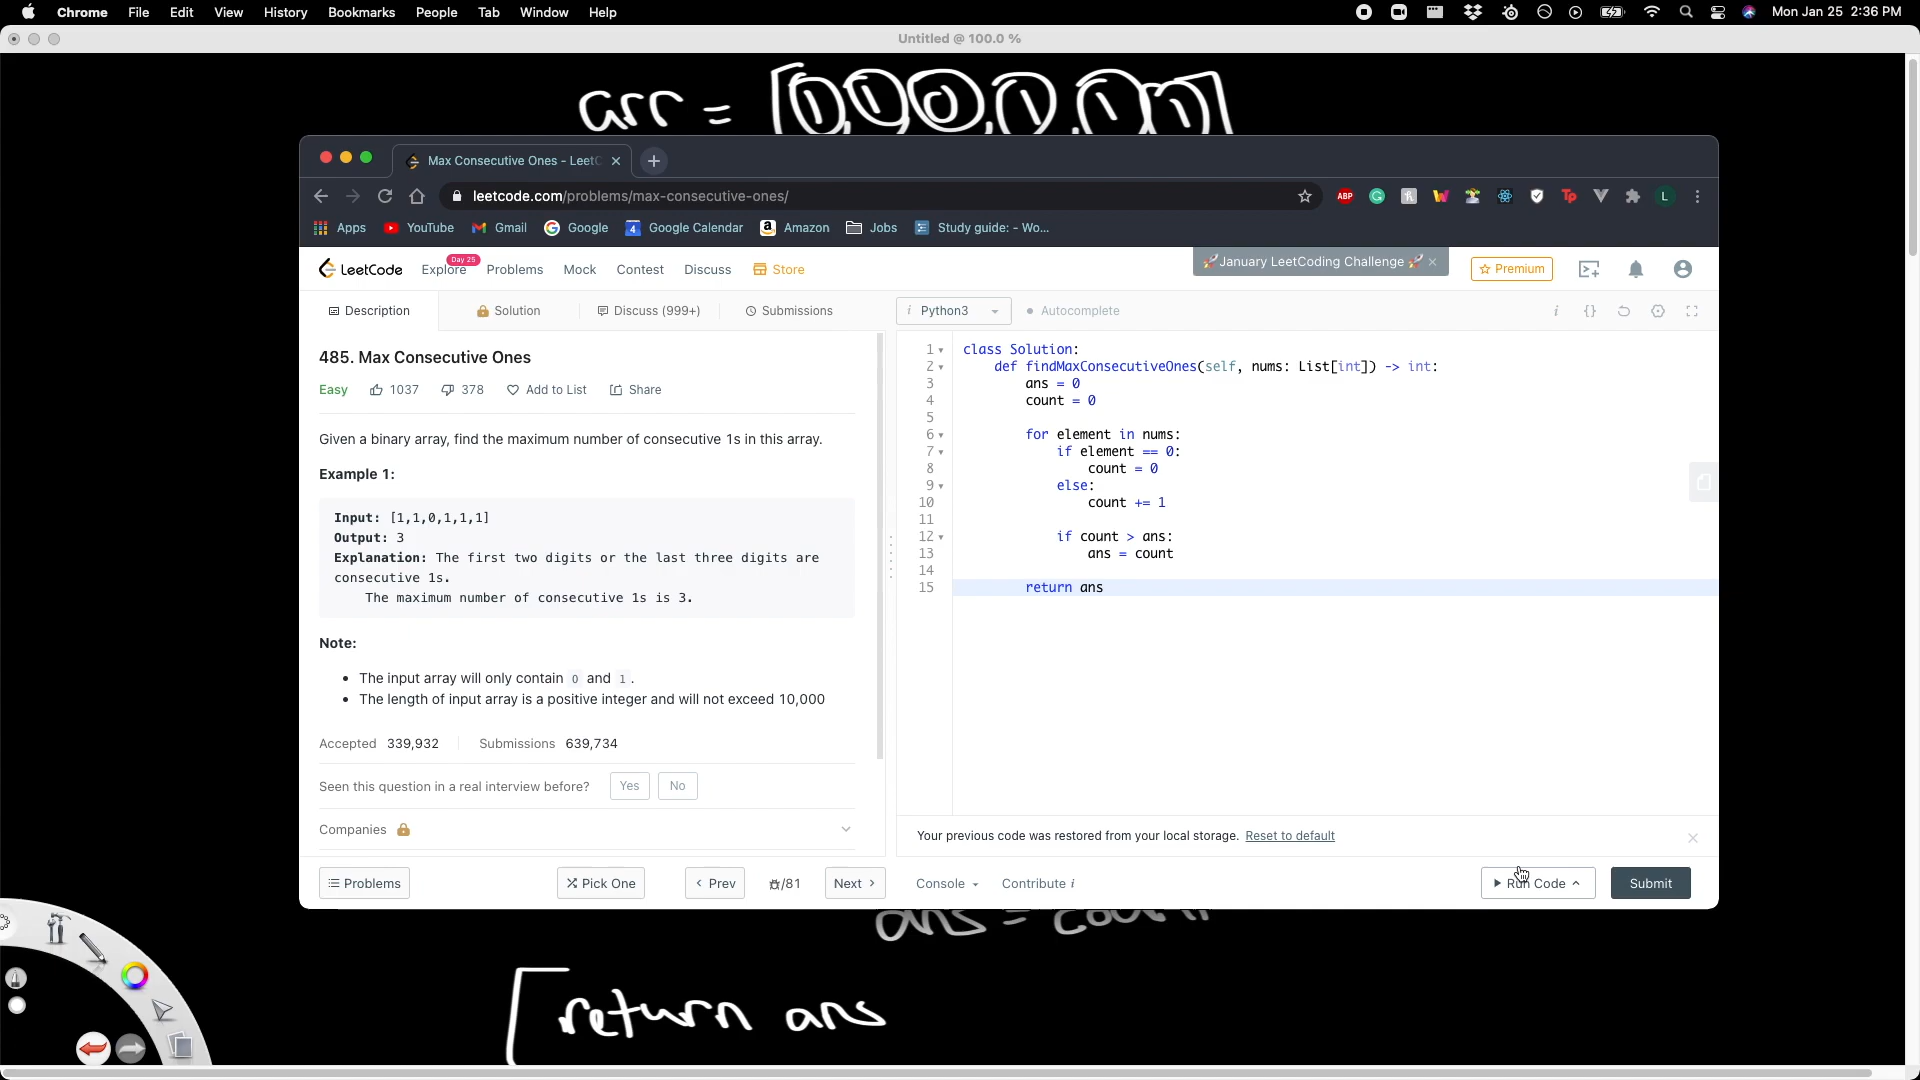 Chrome File Edit View History Bookmarks People Tab Window Help Mon Jan 25 2:36 PM
Untitled @ 100.0 %
arr =
Max Consecutive Ones - LeetC
leetcode.com/problems/max-consecutive-ones/
ABP
Tp
L
Apps YouTube Gmail Google 4 Google Calendar Amazon Jobs Study guide: - Wo...
LeetCode Explore Day 25 Problems Mock Contest Discuss Store
🚀January LeetCoding Challenge 🚀 ×
Premium
Description Solution Discuss (999+) Submissions
i Python3 Autocomplete
485. Max Consecutive Ones
Easy 1037 378 Add to List Share
Given a binary array, find the maximum number of consecutive 1s in this array.
Example 1:
Input: [1,1,0,1,1,1]
Output: 3
Explanation: The first two digits or the last three digits are
consecutive 1s.
The maximum number of consecutive 1s is 3.
Note:
• The input array will only contain 0 and 1 .
• The length of input array is a positive integer and will not exceed 10,000
Accepted 339,932 Submissions 639,734
Seen this question in a real interview before? Yes No
Companies
1 class Solution:
2 def findMaxConsecutiveOnes(self, nums: List[int]) -> int:
3 ans = 0
4 count = 0
5
6 for element in nums:
7 if element == 0:
8 count = 0
9 else:
10 count += 1
11
12 if count > ans:
13 ans = count
14
15 return ans
Your previous code was restored from your local storage. Reset to default
Problems Pick One Prev /81 Next Console Contribute i Run Code Submit
ans = count
return ans